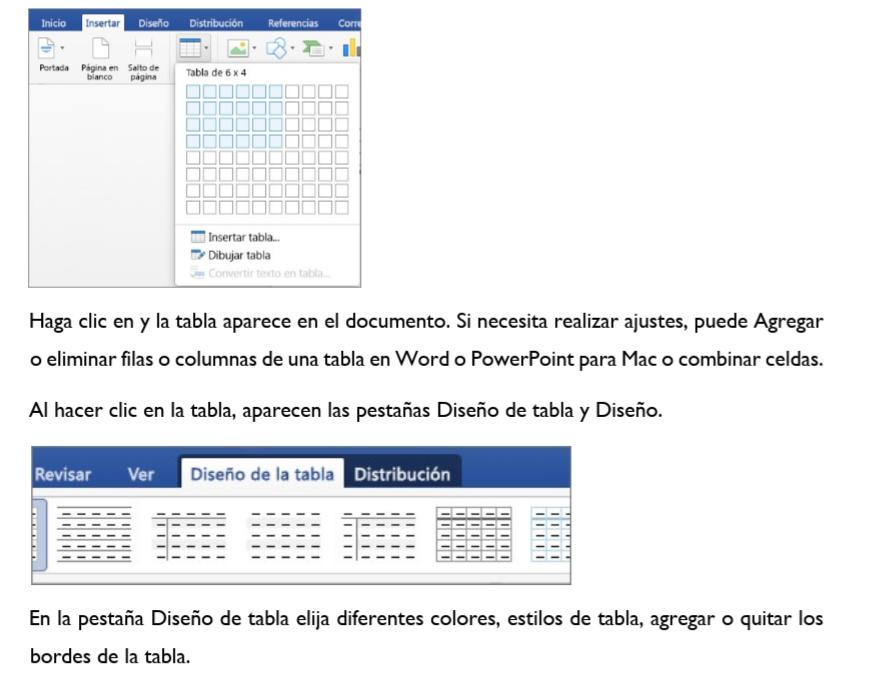 Inicio Insertar Diseño Distribución Referencias
Portada Página en blanco Salto de página
Tabla de 6 x 4
Insertar tabla...
Dibujar tabla
Convertir texto en tabla...
Haga clic en y la tabla aparece en el documento. Si necesita realizar ajustes, puede Agregar
o eliminar filas o columnas de una tabla en Word o PowerPoint para Mac o combinar celdas.
Al hacer clic en la tabla, aparecen las pestañas Diseño de tabla y Diseño.
Revisar Ver Diseño de la tabla Distribución
En la pestaña Diseño de tabla elija diferentes colores, estilos de tabla, agregar o quitar los
bordes de la tabla.